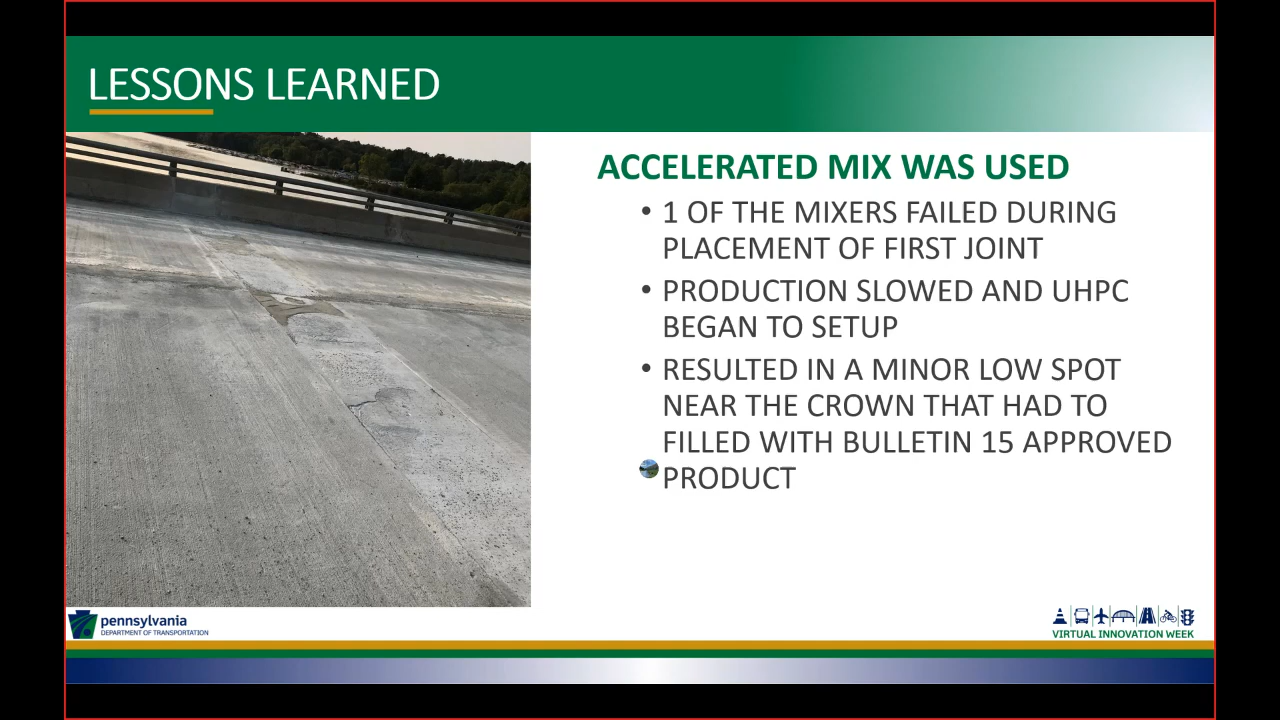 LESSONS LEARNED
ACCELERATED MIX WAS USED
• 1 OF THE MIXERS FAILED DURING
PLACEMENT OF FIRST JOINT
• PRODUCTION SLOWED AND UHPC
BEGAN TO SETUP
• RESULTED IN A MINOR LOW SPOT
NEAR THE CROWN THAT HAD TO
FILLED WITH BULLETIN 15 APPROVED
PRODUCT
pennsylvania
DEPARTMENT OF TRANSPORTATION
VIRTUAL INNOVATION WEEK